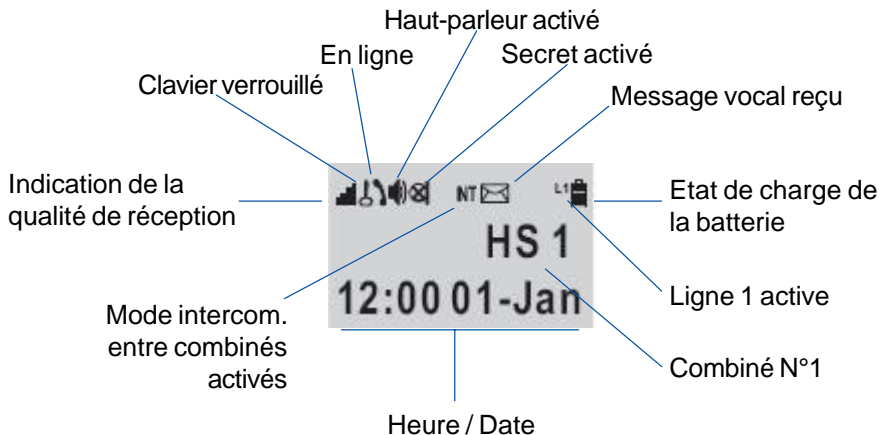 Haut-parleur activé
En ligne
Secret activé
Clavier verrouillé
Message vocal reçu
Indication de la
qualité de réception
NT
L1
Etat de charge de
la batterie
HS 1
12:00 01-Jan
Ligne 1 active
Mode intercom.
entre combinés
activés
Combiné N°1
Heure / Date